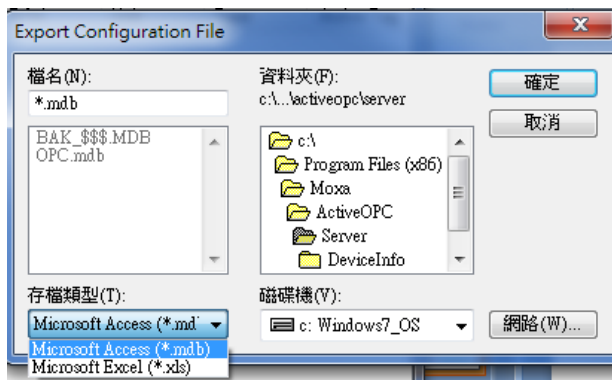 Export Configuration File
檔名(N):
*.mdb
BAK_$$$.MDB
OPC.mdb
存檔類型(T):
Microsoft Access (*.md
Microsoft Access (*.mdb)
Microsoft Excel (*.xls)
資料夾(F):
c:\...\activeopc\server
c:\
Program Files (x86)
Moxa
ActiveOPC
Server
DeviceInfo
磁碟機(V):
c: Windows7_OS
確定
取消
網路(W)...